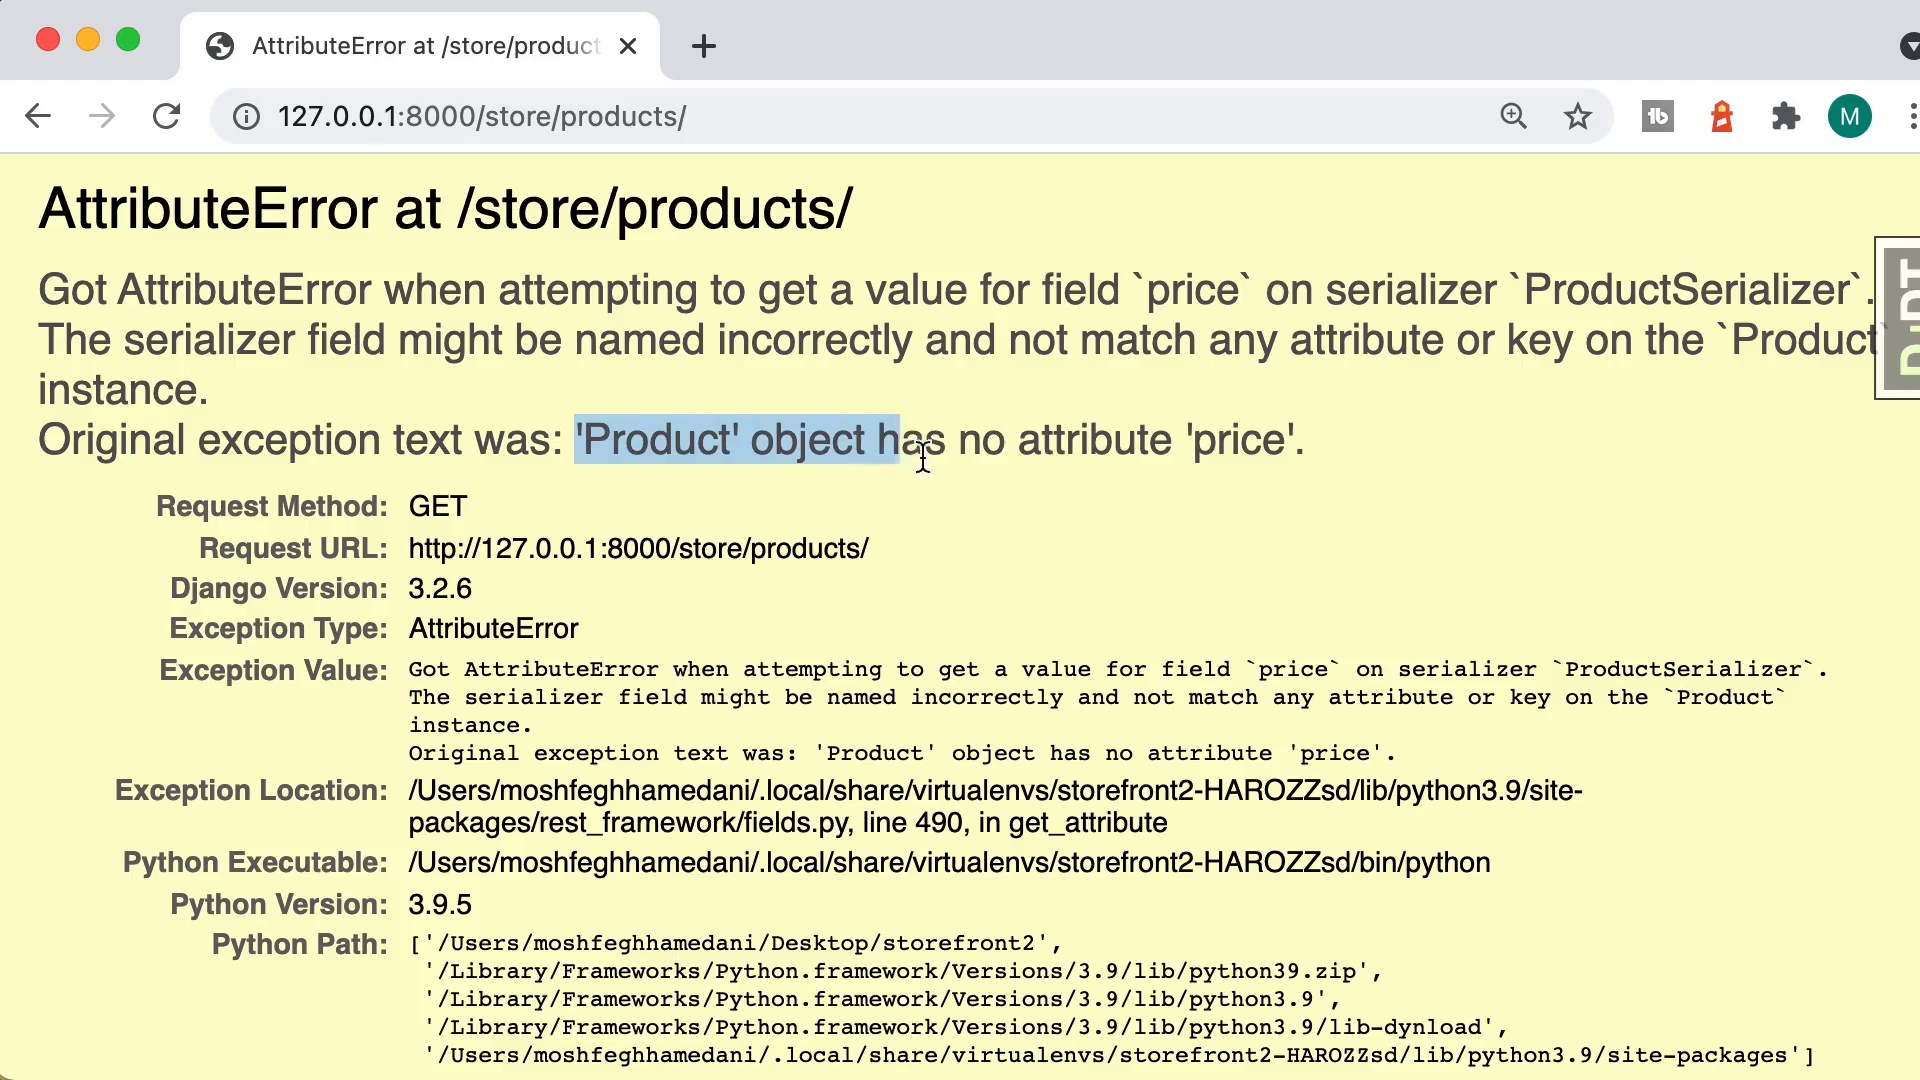 AttributeError at /store/product
127.0.0.1:8000/store/products/
M
AttributeError at /store/products/
Got AttributeError when attempting to get a value for field `price` on serializer `ProductSerializer`.
The serializer field might be named incorrectly and not match any attribute or key on the `Product`
instance.
Original exception text was: 'Product' object has no attribute 'price'.
Request Method: GET
Request URL: http://127.0.0.1:8000/store/products/
Django Version: 3.2.6
Exception Type: AttributeError
Exception Value: Got AttributeError when attempting to get a value for field `price` on serializer `ProductSerializer`.
The serializer field might be named incorrectly and not match any attribute or key on the `Product`
instance.
Original exception text was: 'Product' object has no attribute 'price'.
Exception Location: /Users/moshfeghhamedani/.local/share/virtualenvs/storefront2-HAROZZsd/lib/python3.9/site-
packages/rest_framework/fields.py, line 490, in get_attribute
Python Executable: /Users/moshfeghhamedani/.local/share/virtualenvs/storefront2-HAROZZsd/bin/python
Python Version: 3.9.5
Python Path: ['/Users/moshfeghhamedani/Desktop/storefront2',
'/Library/Frameworks/Python.framework/Versions/3.9/lib/python39.zip',
'/Library/Frameworks/Python.framework/Versions/3.9/lib/python3.9',
'/Library/Frameworks/Python.framework/Versions/3.9/lib/python3.9/lib-dynload',
'/Users/moshfeghhamedani/.local/share/virtualenvs/storefront2-HAROZZsd/lib/python3.9/site-packages']